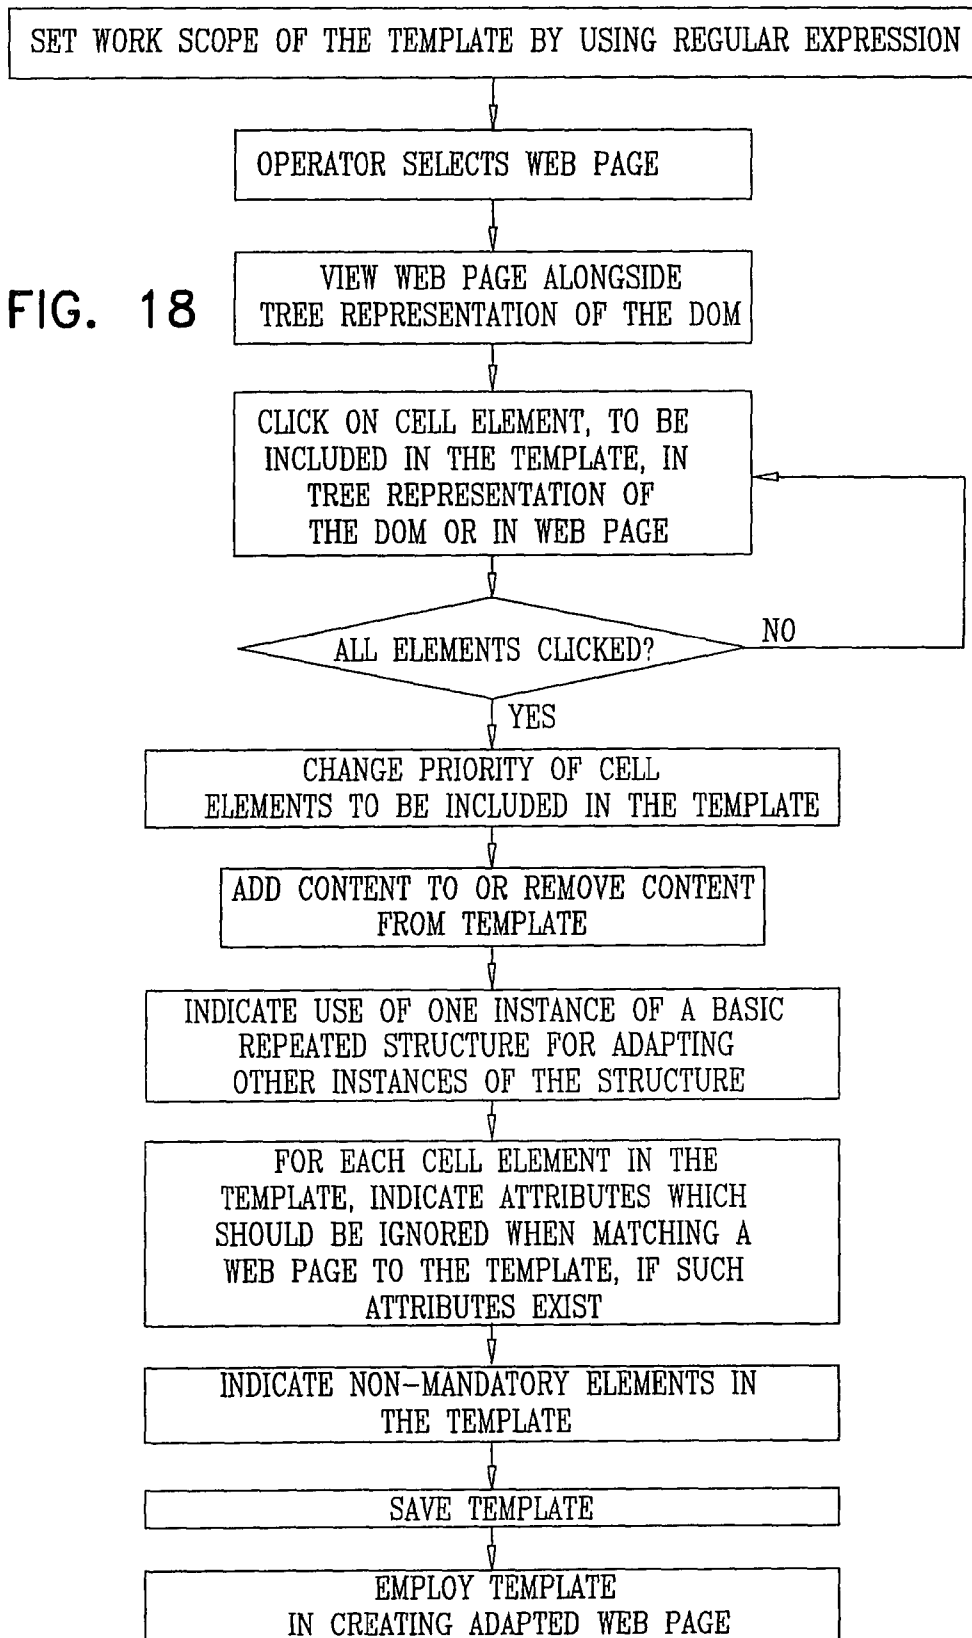 SET WORK SCOPE OF THE TEMPLATE BY USING REGULAR EXPRESSION
OPERATOR SELECTS WEB PAGE
FIG. 18
VIEW WEB PAGE ALONGSIDE
TREE REPRESENTATION OF THE DOM
CLICK ON CELL ELEMENT, TO BE
INCLUDED IN THE TEMPLATE, IN
TREE REPRESENTATION OF
THE DOM OR IN WEB PAGE
ALL ELEMENTS CLICKED?
NO
YES
CHANGE PRIORITY OF CELL
ELEMENTS TO BE INCLUDED IN THE TEMPLATE
ADD CONTENT TO OR REMOVE CONTENT
FROM TEMPLATE
INDICATE USE OF ONE INSTANCE OF A BASIC
REPEATED STRUCTURE FOR ADAPTING
OTHER INSTANCES OF THE STRUCTURE
FOR EACH CELL ELEMENT IN THE
TEMPLATE, INDICATE ATTRIBUTES WHICH
SHOULD BE IGNORED WHEN MATCHING A
WEB PAGE TO THE TEMPLATE, IF SUCH
ATTRIBUTES EXIST
INDICATE NON-MANDATORY ELEMENTS IN
THE TEMPLATE
SAVE TEMPLATE
EMPLOY TEMPLATE
IN CREATING ADAPTED WEB PAGE